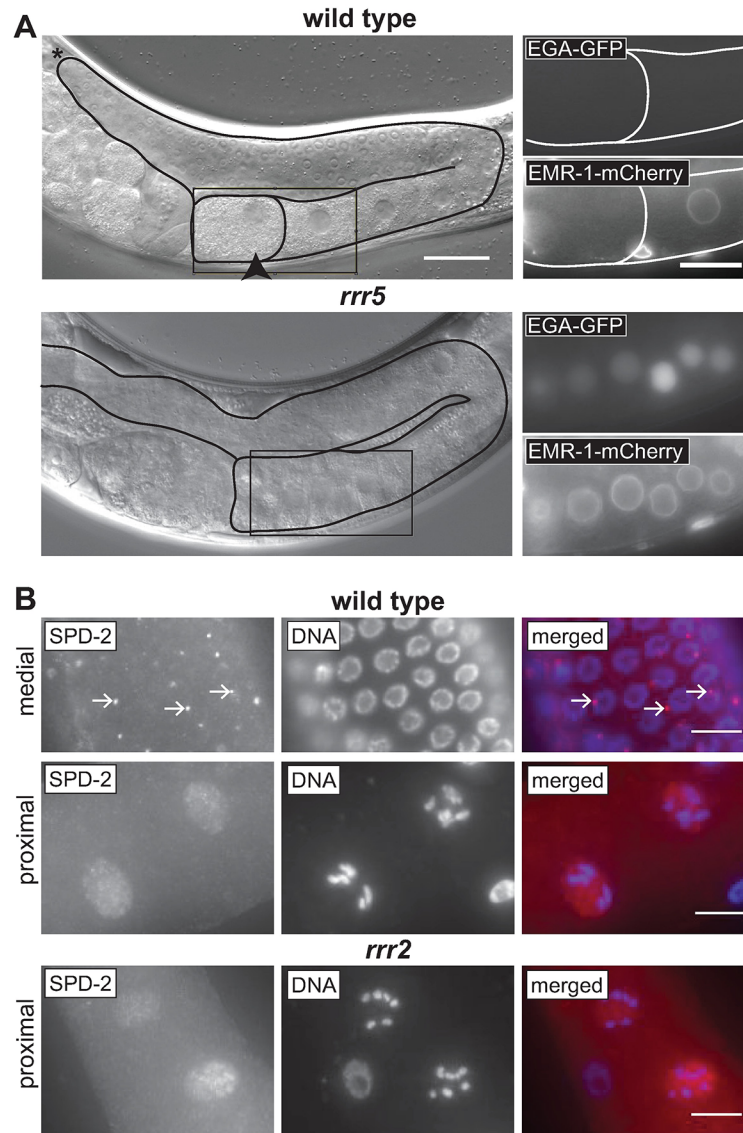 A
wild type
*
EGA-GFP
EMR-1-mCherry
rrr5
EGA-GFP
EMR-1-mCherry
B
wild type
medial
SPD-2
DNA
merged
proximal
SPD-2
DNA
merged
rrr2
proximal
SPD-2
DNA
merged